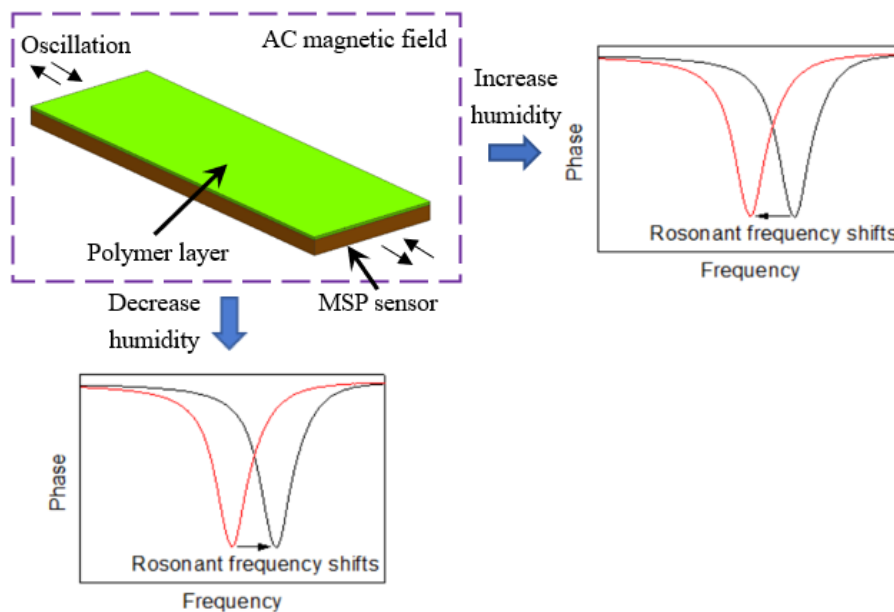 Oscillation
AC magnetic field
Polymer layer
MSP sensor
Increase
humidity
Phase
Rosonant frequency shifts
Frequency
Decrease
humidity
Phase
Rosonant frequency shifts
Frequency